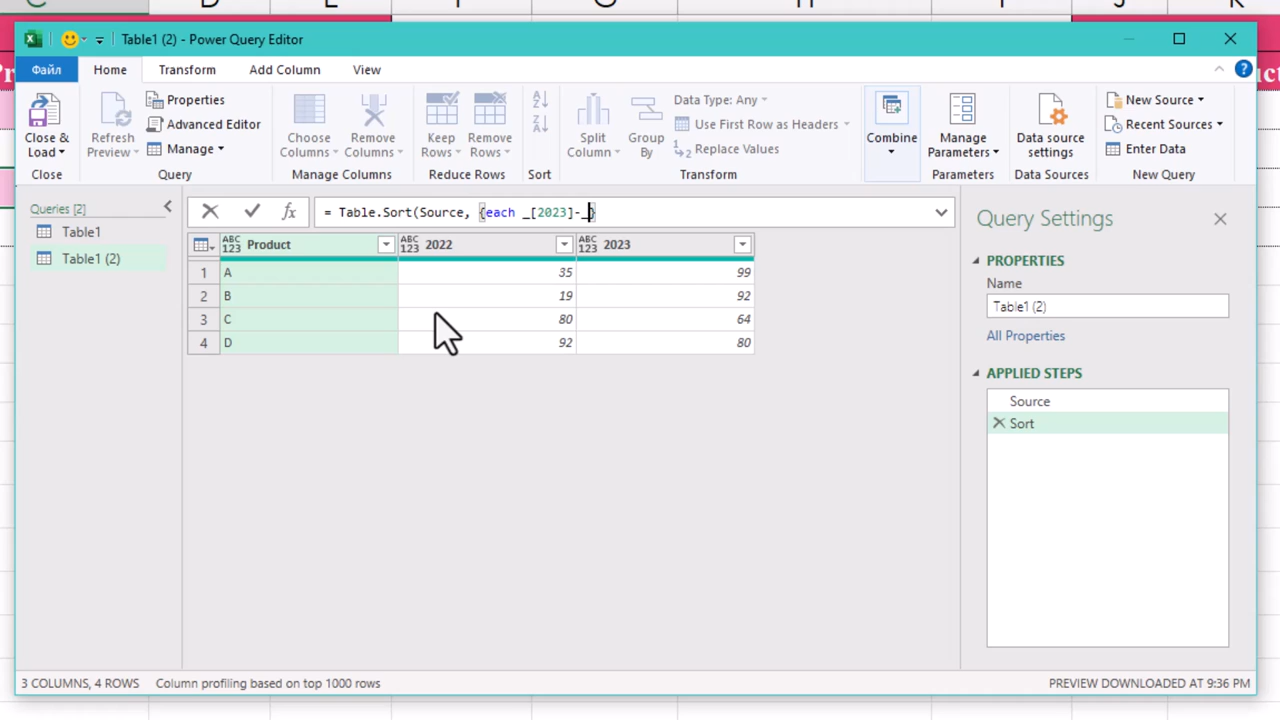 Table1 (2) - Power Query Editor
Файл
Home
Transform
Add Column
View
Close &
Load
Close
Refresh
Preview
Properties
Advanced Editor
Manage
Query
Choose
Columns
Remove
Columns
Manage Columns
Keep
Rows
Remove
Rows
Reduce Rows
Sort
Split
Column
Group
By
Data Type: Any
Use First Row as Headers
Replace Values
Transform
Combine
Manage
Parameters
Parameters
Data source
settings
Data Sources
New Source
Recent Sources
Enter Data
New Query
Queries [2]
Table1
Table1 (2)
= Table.Sort(Source, {each _[2023]-_}
ABC 123 Product ABC 123 2022 ABC 123 2023
1 A 35 99
2 B 19 92
3 C 80 64
4 D 92 80
Query Settings
PROPERTIES
Name
Table1 (2)
All Properties
APPLIED STEPS
Source
Sort
3 COLUMNS, 4 ROWS Column profiling based on top 1000 rows
PREVIEW DOWNLOADED AT 9:36 PM